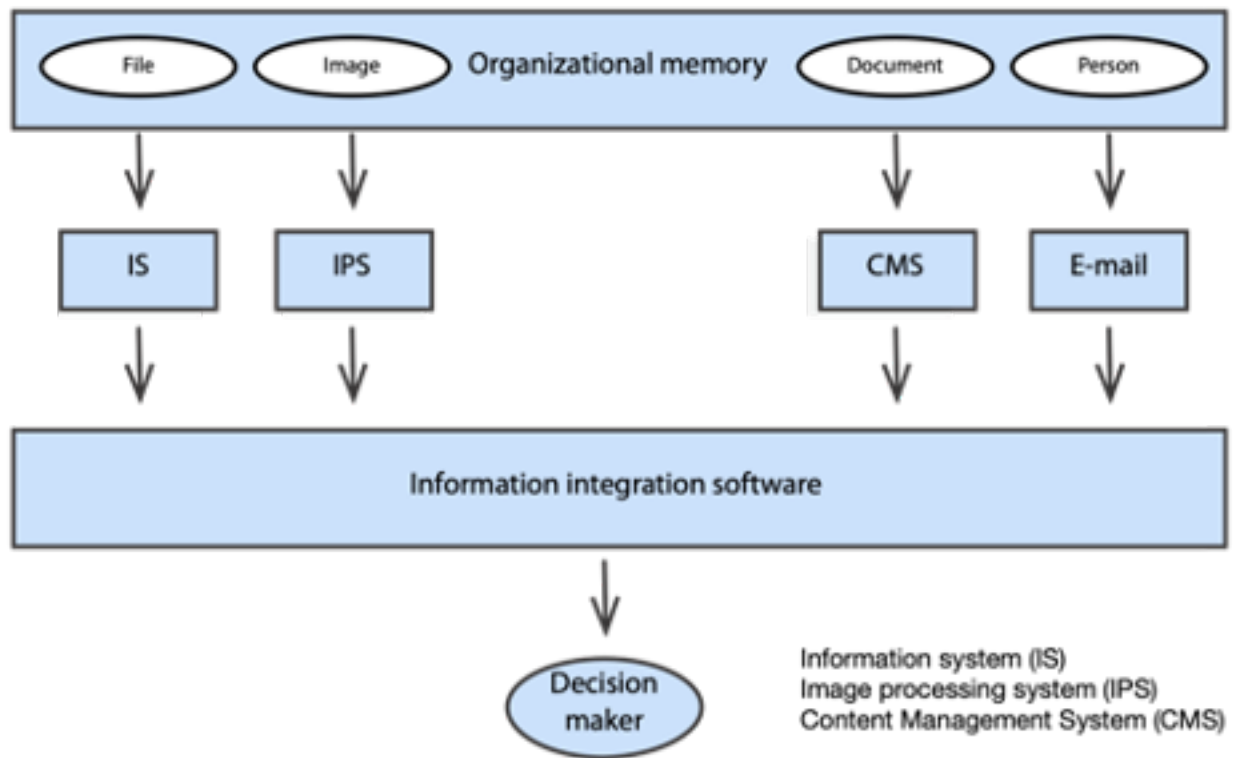 File
Image
Organizational memory
Document
Person
IS
IPS
CMS
E-mail
Information integration software
Decision
maker
Information system (IS)
Image processing system (IPS)
Content Management System (CMS)